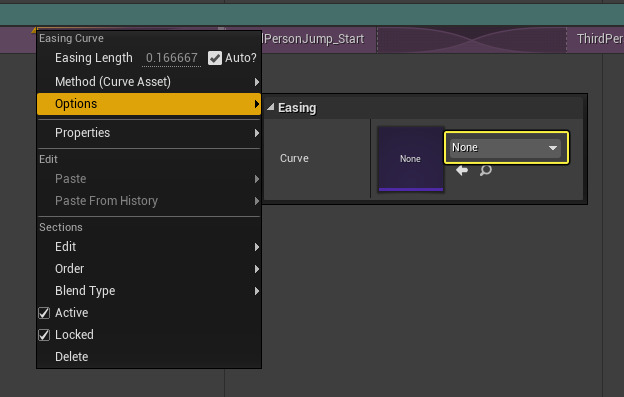 Easing Curve
dPersonJump_Start
ThirdPer
Easing Length 0.166667 Auto?
Method (Curve Asset)
Options
Easing
Properties
Curve
None
None
Edit
Paste
Paste From History
Sections
Edit
Order
Blend Type
Active
Locked
Delete